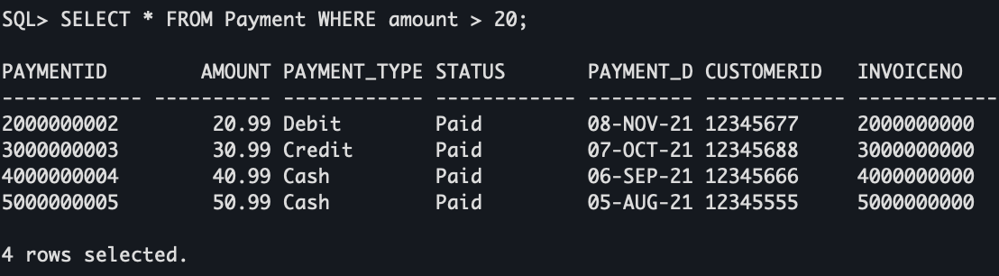 SQL> SELECT * FROM Payment WHERE amount > 20;
PAYMENTID        AMOUNT PAYMENT_TYPE STATUS       PAYMENT_D CUSTOMERID   INVOICENO
------------ ---------- ------------ ------------ --------- ------------ ------------
2000000002        20.99 Debit        Paid         08-NOV-21 12345677     2000000000
3000000003        30.99 Credit       Paid         07-OCT-21 12345688     3000000000
4000000004        40.99 Cash         Paid         06-SEP-21 12345666     4000000000
5000000005        50.99 Cash         Paid         05-AUG-21 12345555     5000000000
4 rows selected.